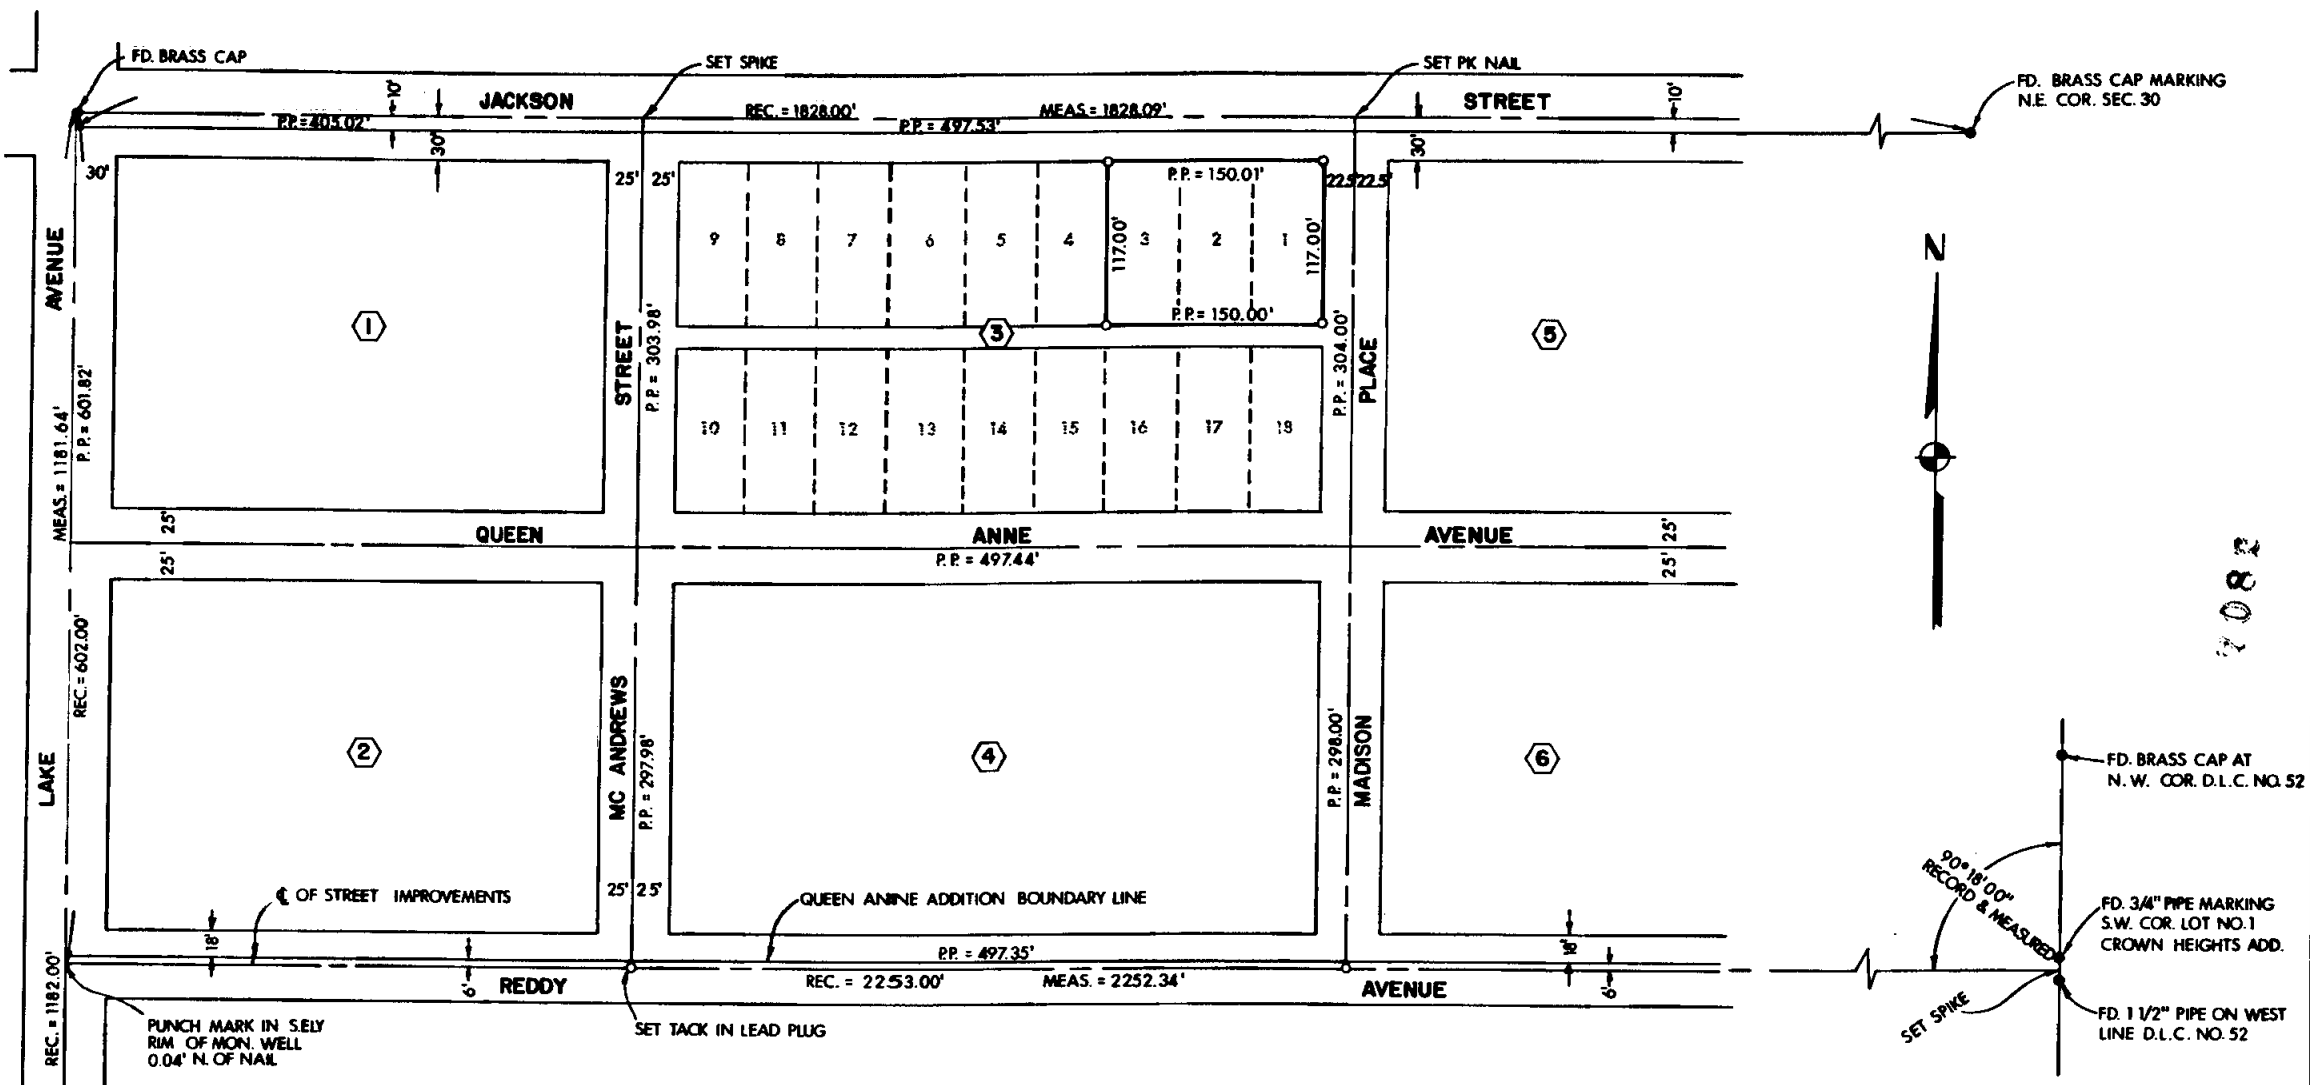 FD. BRASS CAP
SET SPIKE
SET PK NAIL
FD. BRASS CAP MARKING
N.E. COR. SEC. 30
JACKSON
STREET
10'
P.P. = 405.02'
30'
REC. = 1828.00'
MEAS. = 1828.09'
P.P. = 497.53'
10'
30'
30'
25'
25'
P.P. = 150.01'
22.5'
22.5'
9
8
7
6
5
4
3
2
1
117.00'
117.00'
P.P. = 150.00'
AVENUE
1
STREET
P.P. = 303.98'
3
P.P. = 304.00'
PLACE
5
N
MEAS. = 1181.64'
P.P. = 601.82'
10
11
12
13
14
15
16
17
18
25'
QUEEN
ANNE
AVENUE
25'
25'
P.P. = 497.44'
25'
7082
REC. = 602.00'
LAKE
2
MC ANDREWS
P.P. = 297.98'
4
P.P. = 298.00'
MADISON
6
FD. BRASS CAP AT
N. W. COR. D.L.C. NO. 52
90° 18' 00"
RECORD & MEASURED
25'
25'
℄ OF STREET IMPROVEMENTS
QUEEN ANNE ADDITION BOUNDARY LINE
FD. 3/4" PIPE MARKING
S.W. COR. LOT NO. 1
CROWN HEIGHTS ADD.
18'
P.P. = 497.35'
18'
REC. = 1182.00'
6'
REDDY
REC. = 2253.00'
MEAS. = 2252.34'
AVENUE
6'
SET SPIKE
PUNCH MARK IN S.ELY
RIM OF MON. WELL
0.04' N. OF NAIL
SET TACK IN LEAD PLUG
FD. 1 1/2" PIPE ON WEST
LINE D.L.C. NO. 52